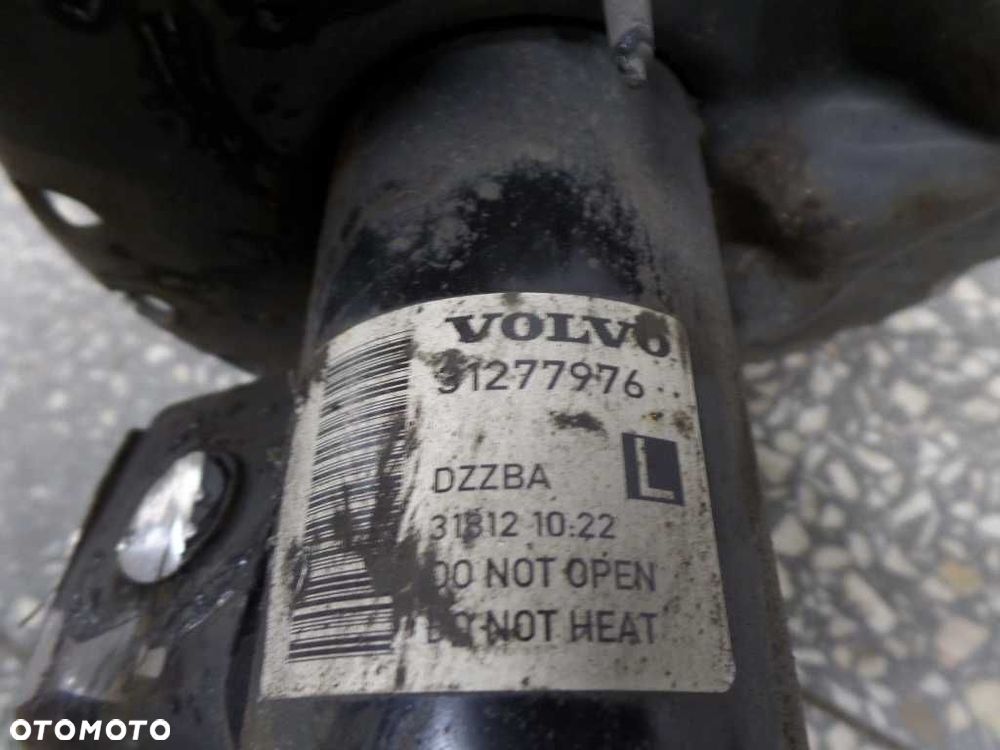 VOLVO
31277976
L
DZZBA
31812 10:22
DO NOT OPEN
DO NOT HEAT
OTOMOTO